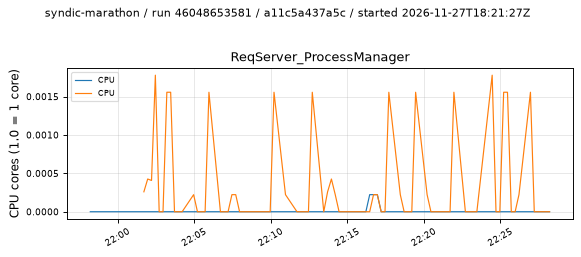 syndic-marathon / run 46048653581 / a11c5a437a5c / started 2026-11-27T18:21:27Z
ReqServer_ProcessManager
CPU
CPU
CPU cores (1.0 = 1 core)
0.0015
0.0010
0.0005
0.0000
22:00
22:05
22:10
22:15
22:20
22:25